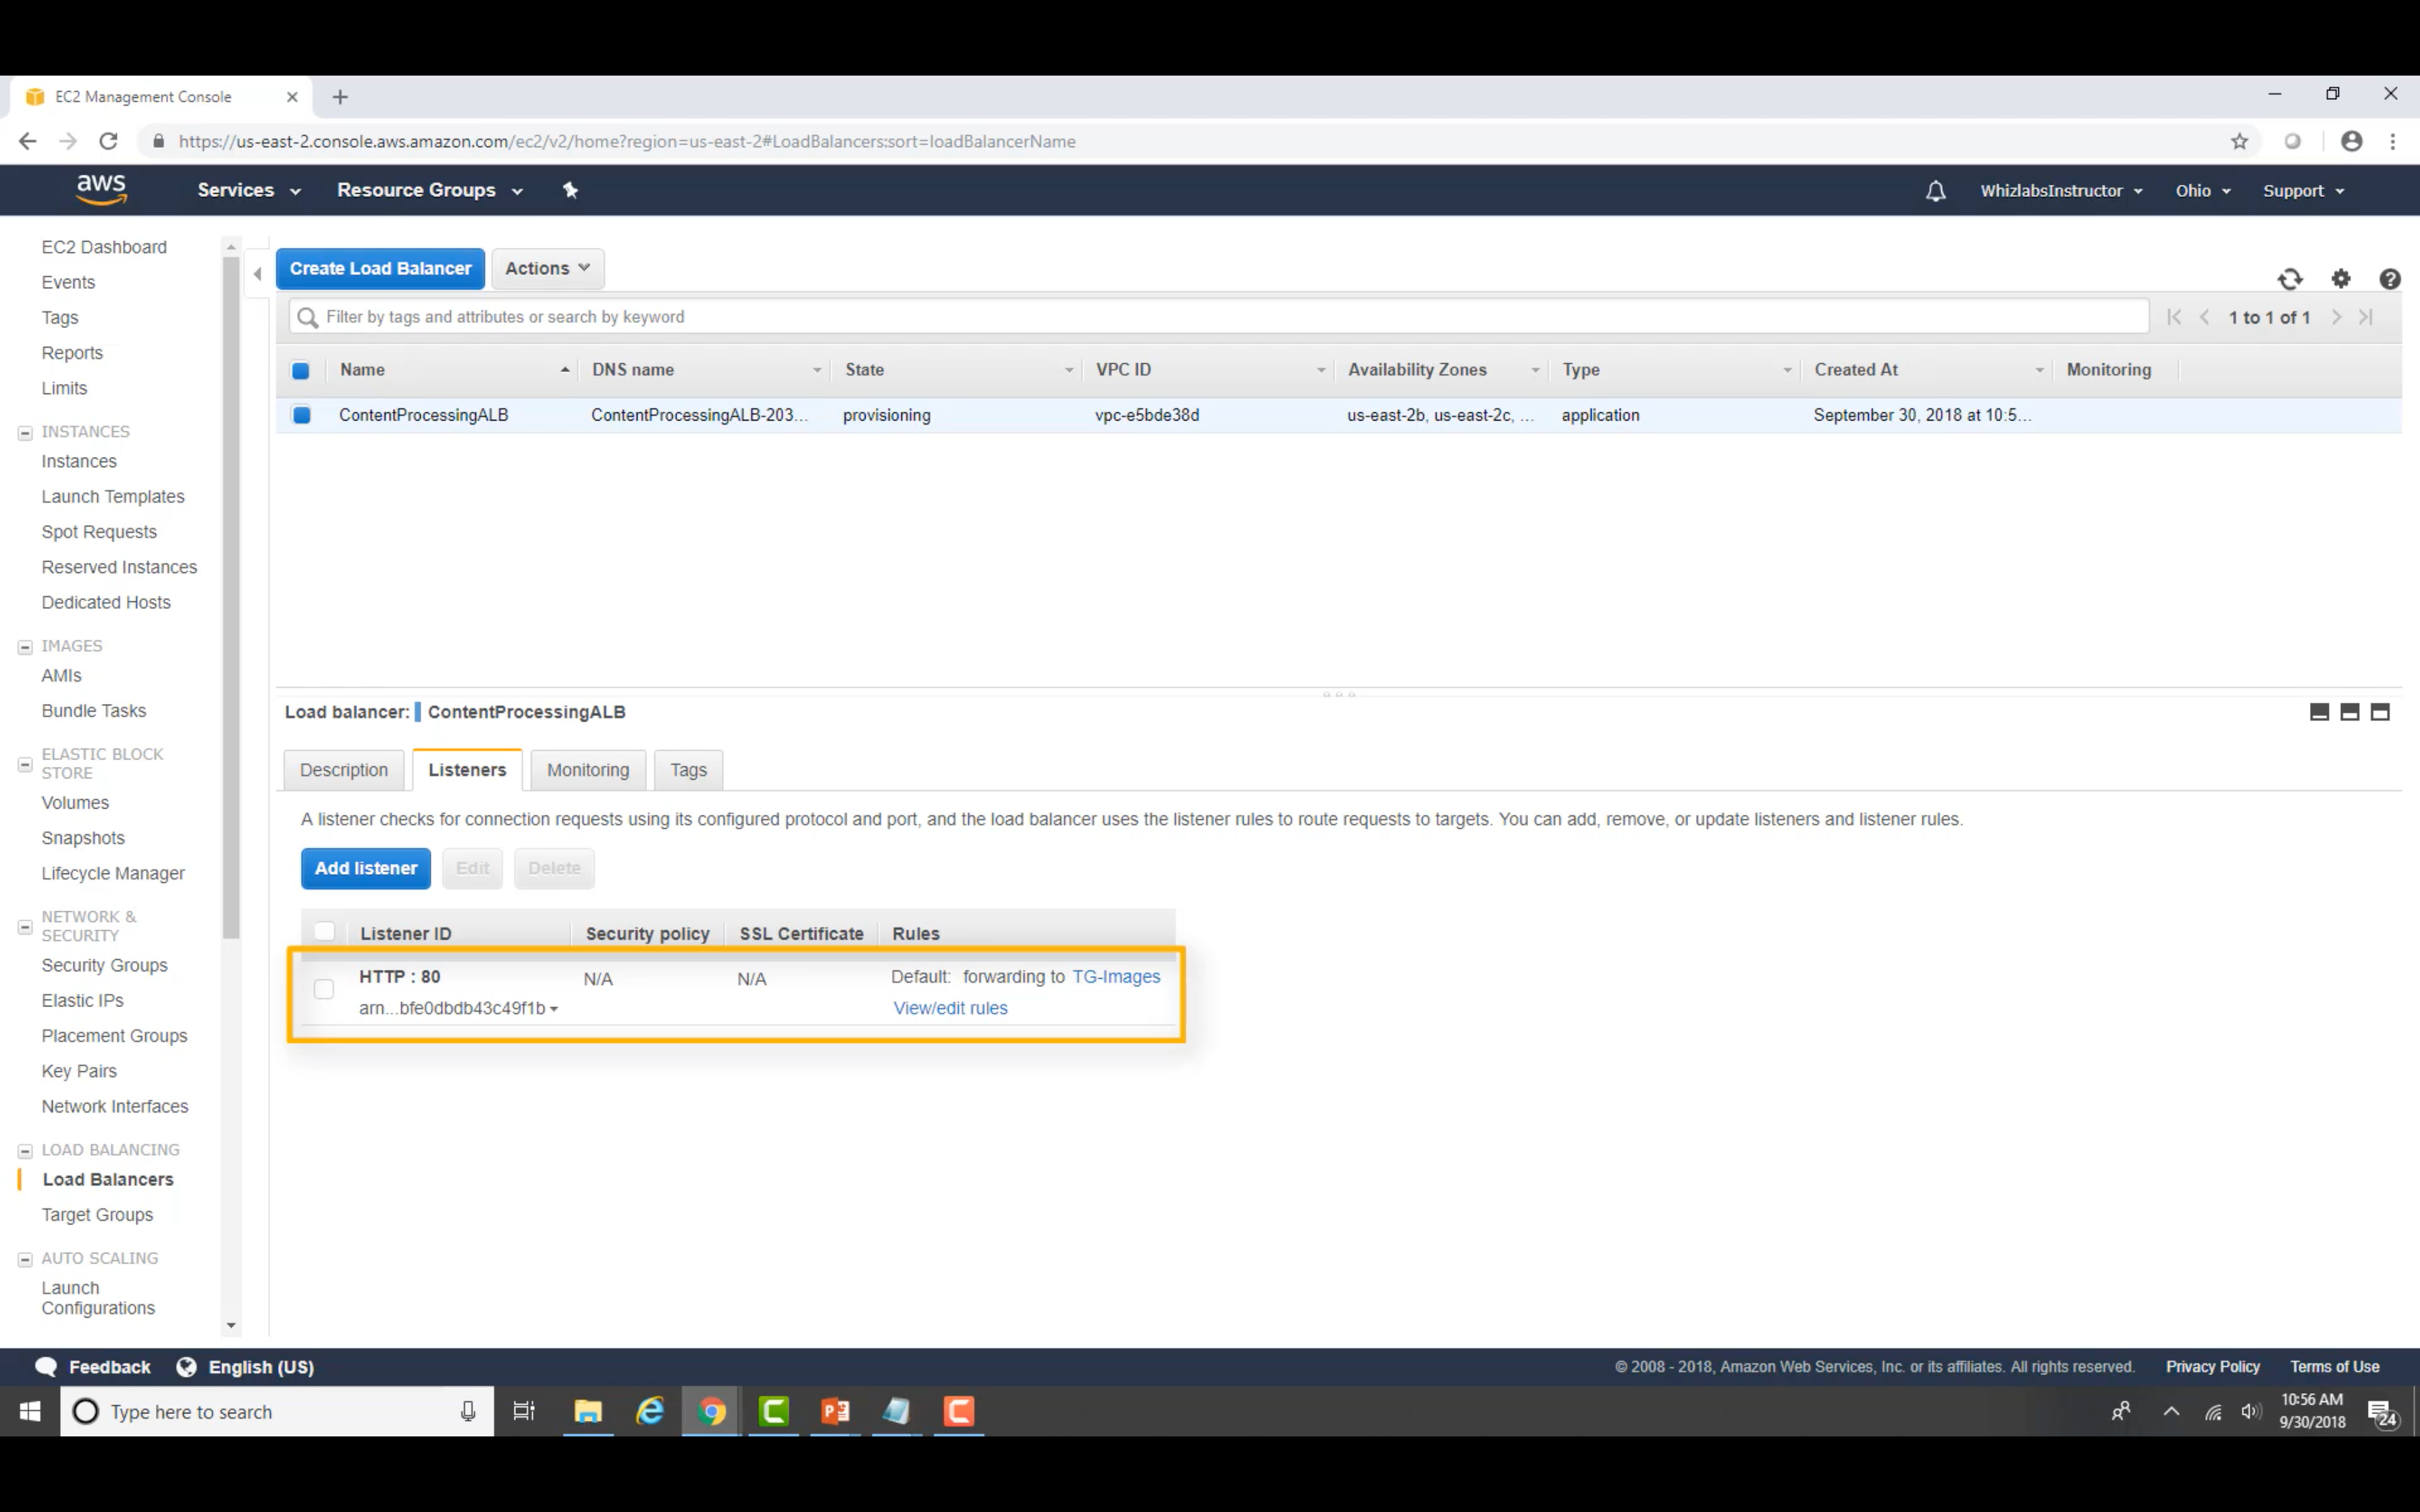 EC2 Management Console
https://us-east-2.console.aws.amazon.com/ec2/v2/home?region=us-east-2#LoadBalancers:sort=loadBalancerName
aws Services Resource Groups WhizlabsInstructor Ohio Support
EC2 Dashboard
Events
Tags
Reports
Limits
INSTANCES
Instances
Launch Templates
Spot Requests
Reserved Instances
Dedicated Hosts
IMAGES
AMIs
Bundle Tasks
ELASTIC BLOCK
STORE
Volumes
Snapshots
Lifecycle Manager
NETWORK &
SECURITY
Security Groups
Elastic IPs
Placement Groups
Key Pairs
Network Interfaces
LOAD BALANCING
Load Balancers
Target Groups
AUTO SCALING
Launch
Configurations
Create Load Balancer Actions
Filter by tags and attributes or search by keyword 1 to 1 of 1
Name DNS name State VPC ID Availability Zones Type Created At Monitoring
ContentProcessingALB ContentProcessingALB-203... provisioning vpc-e5bde38d us-east-2b, us-east-2c, ... application September 30, 2018 at 10:5...
Load balancer: ContentProcessingALB
Description Listeners Monitoring Tags
A listener checks for connection requests using its configured protocol and port, and the load balancer uses the listener rules to route requests to targets. You can add, remove, or update listeners and listener rules.
Add listener Edit Delete
Listener ID Security policy SSL Certificate Rules
HTTP : 80 N/A N/A Default: forwarding to TG-Images
arn...bfe0dbdb43c49f1b View/edit rules
Feedback English (US) © 2008 - 2018, Amazon Web Services, Inc. or its affiliates. All rights reserved. Privacy Policy Terms of Use
Type here to search
10:56 AM
9/30/2018
24